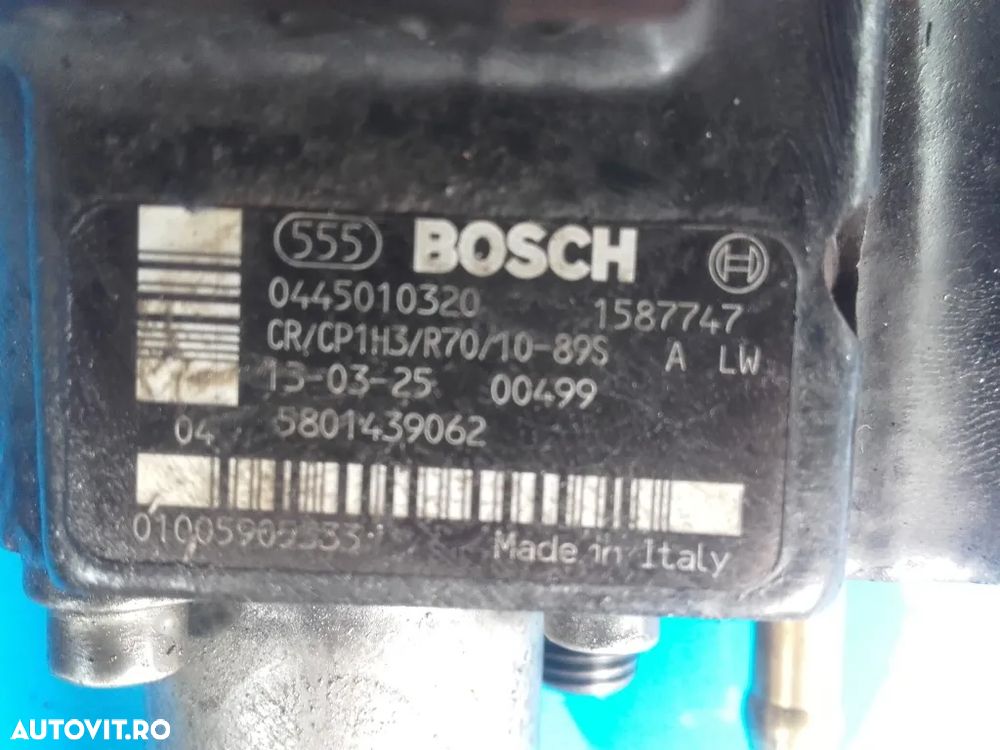 555 BOSCH
0445010320 1587747
CR/CP1H3/R70/10-89S A LW
13-03-25 00499
04 5801439062
Made in Italy
AUTOVIT.RO